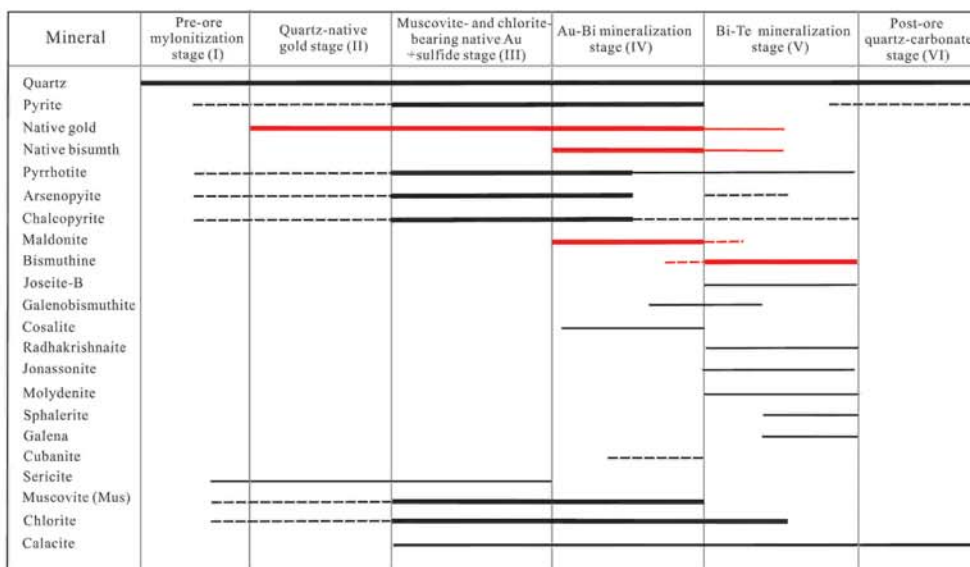 Mineral
Pre-ore
mylonitization
stage (I)
Quartz-native
gold stage (II)
Muscovite- and chlorite-
bearing native Au
+sulfide stage (III)
Au-Bi mineralization
stage (IV)
Bi-Te mineralization
stage (V)
Post-ore
quartz-carbonate
stage (VI)
Quartz
Pyrite
Native gold
Native bisumth
Pyrrhotite
Arsenopyite
Chalcopyrite
Maldonite
Bismuthine
Joseite-B
Galenobismuthite
Cosalite
Radhakrishnaite
Jonassonite
Molydenite
Sphalerite
Galena
Cubanite
Sericite
Muscovite (Mus)
Chlorite
Calacite